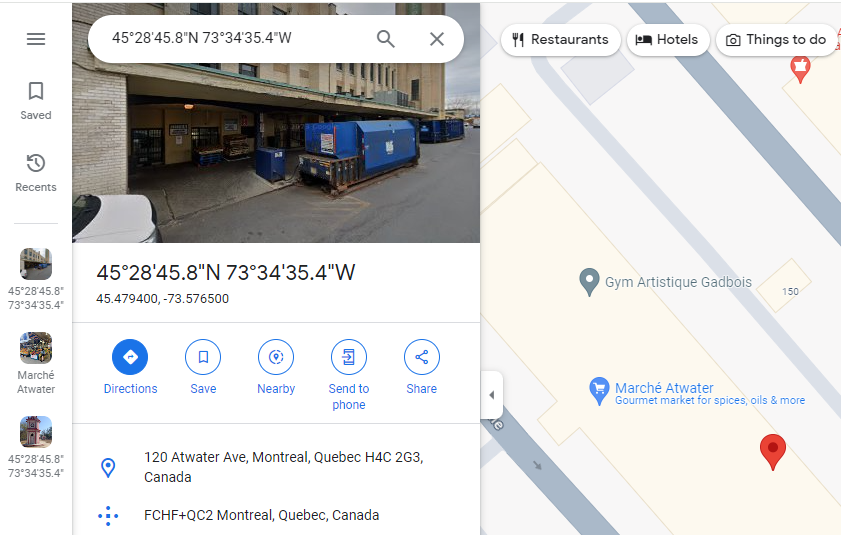 45°28'45.8"N 73°34'35.4"W
Restaurants
Hotels
Things to do
Saved
Recents
45°28'45.8"
73°34'35.4"
Marché
Atwater
45°28'45.8"
73°34'35.4"
45°28'45.8"N 73°34'35.4"W
45.479400, -73.576500
Directions
Save
Nearby
Send to
phone
Share
120 Atwater Ave, Montreal, Quebec H4C 2G3,
Canada
FCHF+QC2 Montreal, Quebec, Canada
Gym Artistique Gadbois
150
Marché Atwater
Gourmet market for spices, oils & more